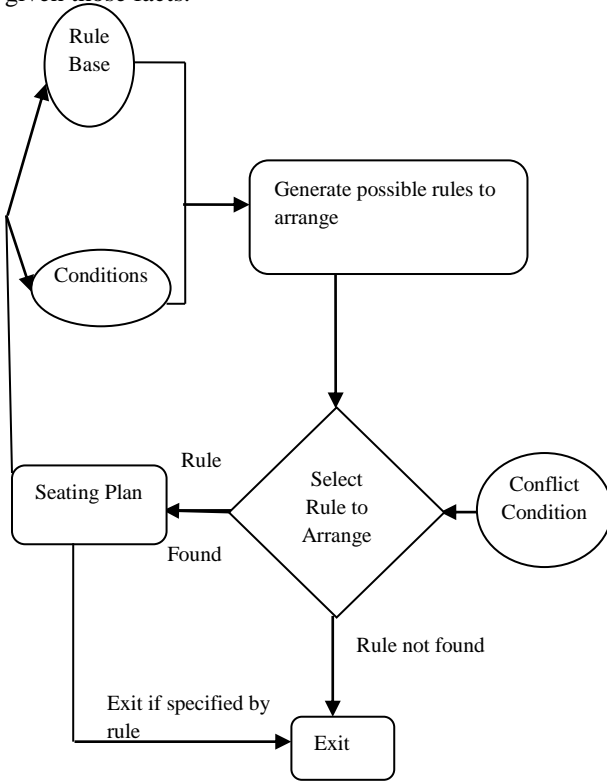 given those facts.
Rule
Base
Generate possible rules to
arrange
Conditions
Rule
Seating Plan
Found
Select
Rule to
Arrange
Conflict
Condition
Rule not found
Exit if specified by
rule
Exit